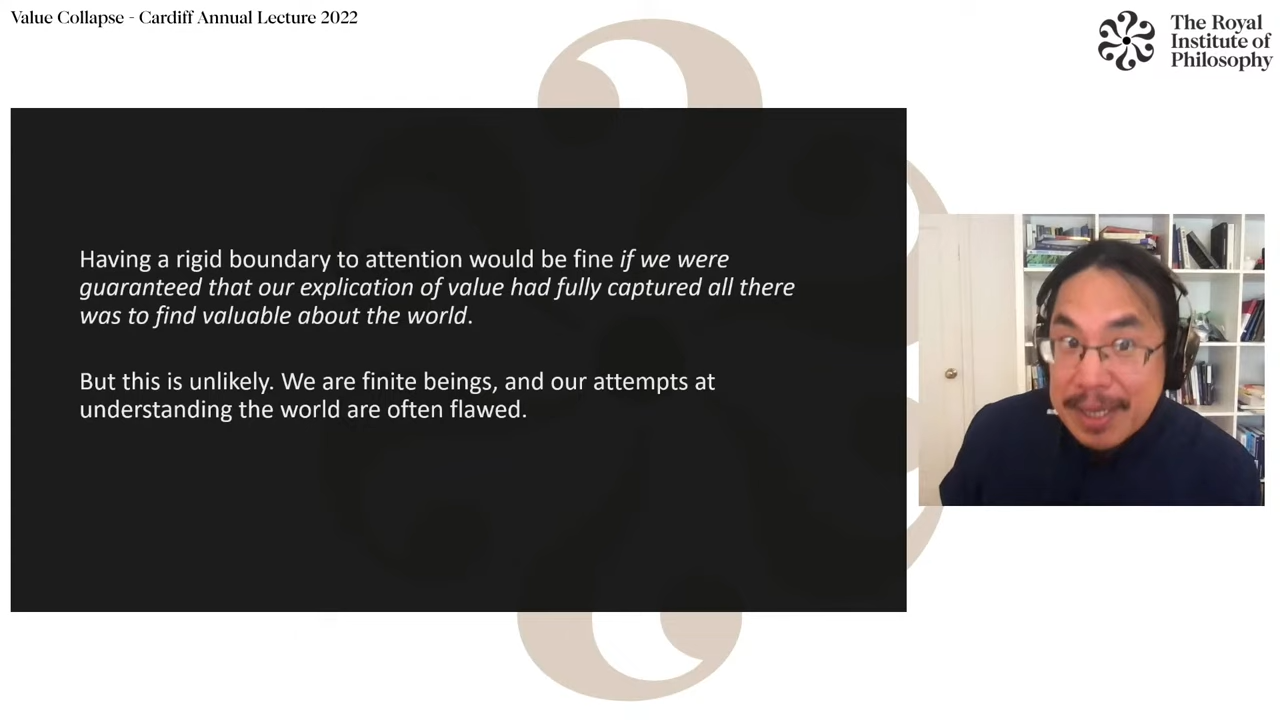 Value Collapse - Cardiff Annual Lecture 2022
The Royal
Institute of
Philosophy
Having a rigid boundary to attention would be fine if we were
guaranteed that our explication of value had fully captured all there
was to find valuable about the world.
But this is unlikely. We are finite beings, and our attempts at
understanding the world are often flawed.